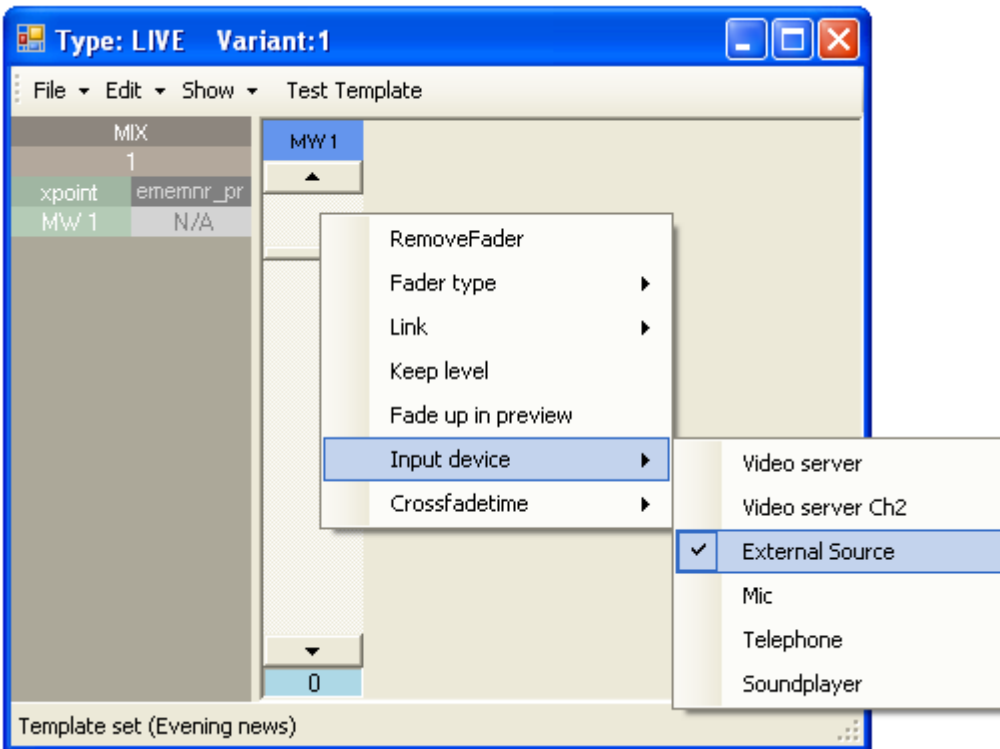 Type: LIVE Variant:1
File Edit Show Test Template
MIX
1
xpoint ememnr_pr
MW 1 N/A
MW 1
RemoveFader
Fader type
Link
Keep level
Fade up in preview
Input device
Crossfadetime
Video server
Video server Ch2
External Source
Mic
Telephone
Soundplayer
0
Template set (Evening news)